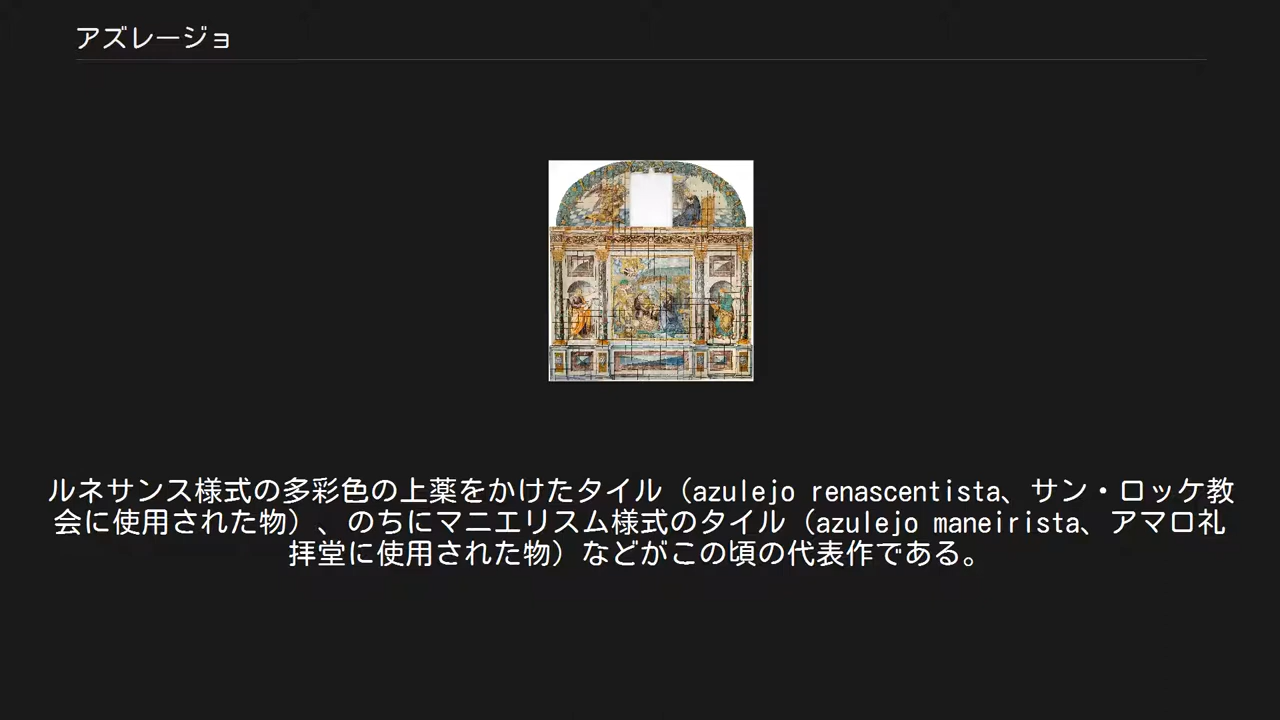 アズレージョ
ルネサンス様式の多彩色の上薬をかけたタイル（azulejo renascentista、サン・ロッケ教
会に使用された物）、のちにマニエリスム様式のタイル（azulejo maneirista、アマロ礼
拝堂に使用された物）などがこの頃の代表作である。